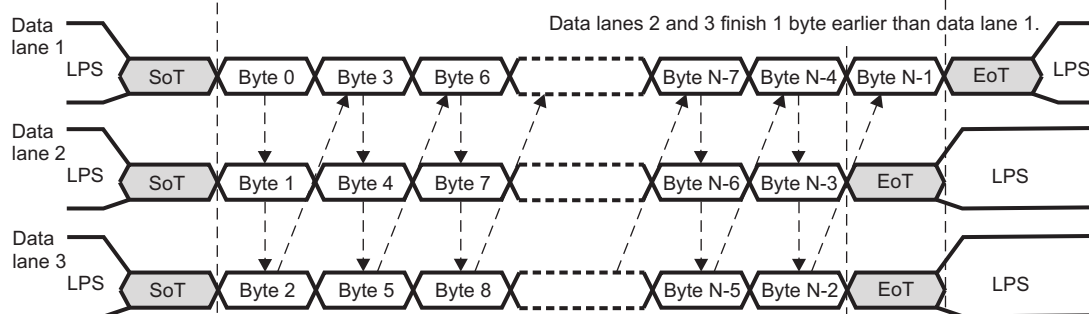 Data lanes 2 and 3 finish 1 byte earlier than data lane 1.
Data
lane 1
LPS SoT Byte 0 Byte 3 Byte 6 Byte N-7 Byte N-4 Byte N-1 EoT LPS
Data
lane 2
LPS SoT Byte 1 Byte 4 Byte 7 Byte N-6 Byte N-3 EoT LPS
Data
lane 3
LPS SoT Byte 2 Byte 5 Byte 8 Byte N-5 Byte N-2 EoT LPS